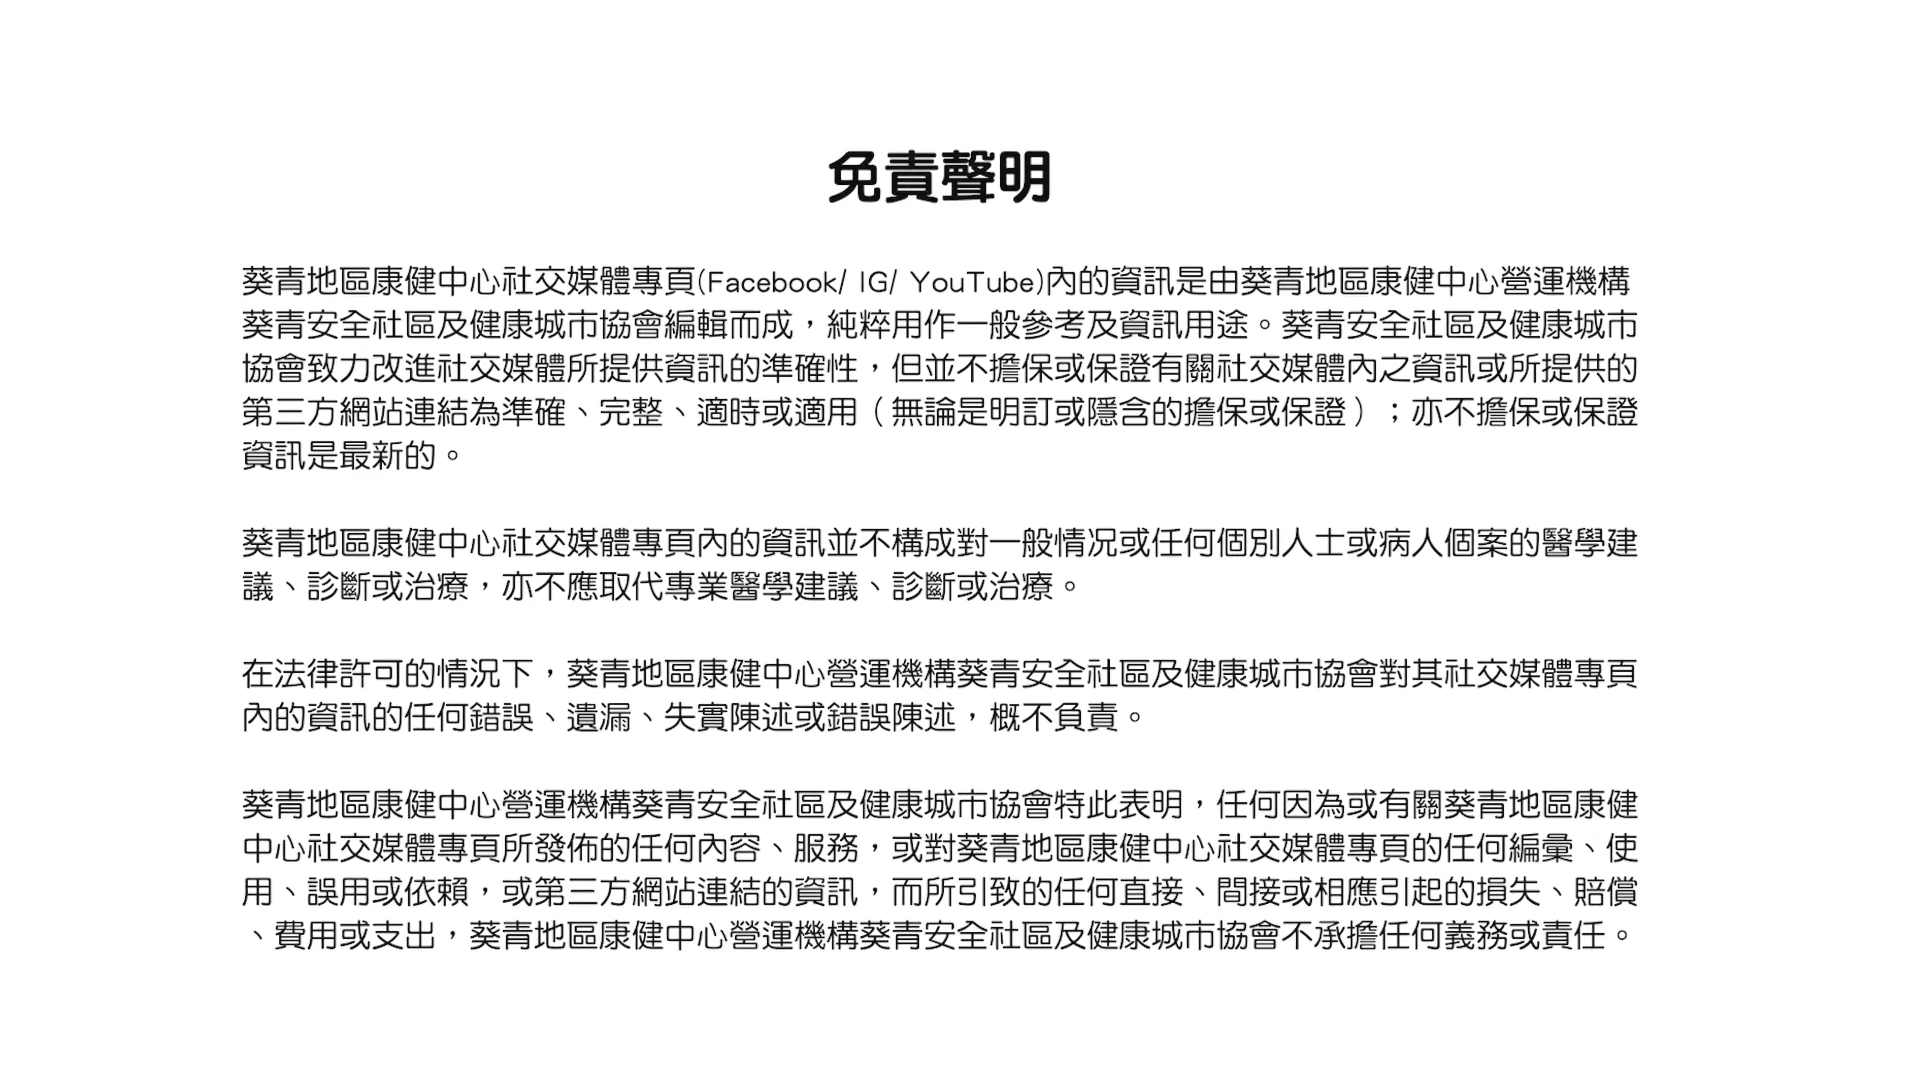 免責聲明
葵青地區康健中心社交媒體專頁(Facebook/ IG/ YouTube)內的資訊是由葵青地區康健中心營運機構
葵青安全社區及健康城市協會編輯而成，純粹用作一般參考及資訊用途。葵青安全社區及健康城市
協會致力改進社交媒體所提供資訊的準確性，但並不擔保或保證有關社交媒體內之資訊或所提供的
第三方網站連結為準確、完整、適時或適用（無論是明訂或隱含的擔保或保證）；亦不擔保或保證
資訊是最新的。
葵青地區康健中心社交媒體專頁內的資訊並不構成對一般情况或任何個別人士或病人個案的醫學建
議、診斷或治療，亦不應取代專業醫學建議、診斷或治療。
在法律許可的情況下，葵青地區康健中心營運機構葵青安全社區及健康城市協會對其社交媒體專頁
內的資訊的任何錯誤、遺漏、失實陳述或錯誤陳述，概不負責。
葵青地區康健中心營運機構葵青安全社區及健康城市協會特此表明，任何因為或有關葵青地區康健
中心社交媒體專頁所發佈的任何內容、服務，或對葵青地區康健中心社交媒體專頁的任何編彙、使
用、誤用或依賴，或第三方網站連結的資訊，而所引致的任何直接、間接或相應引起的損失、賠償
、費用或支出，葵青地區康健中心營運機構葵青安全社區及健康城市協會不承擔任何義務或責任。